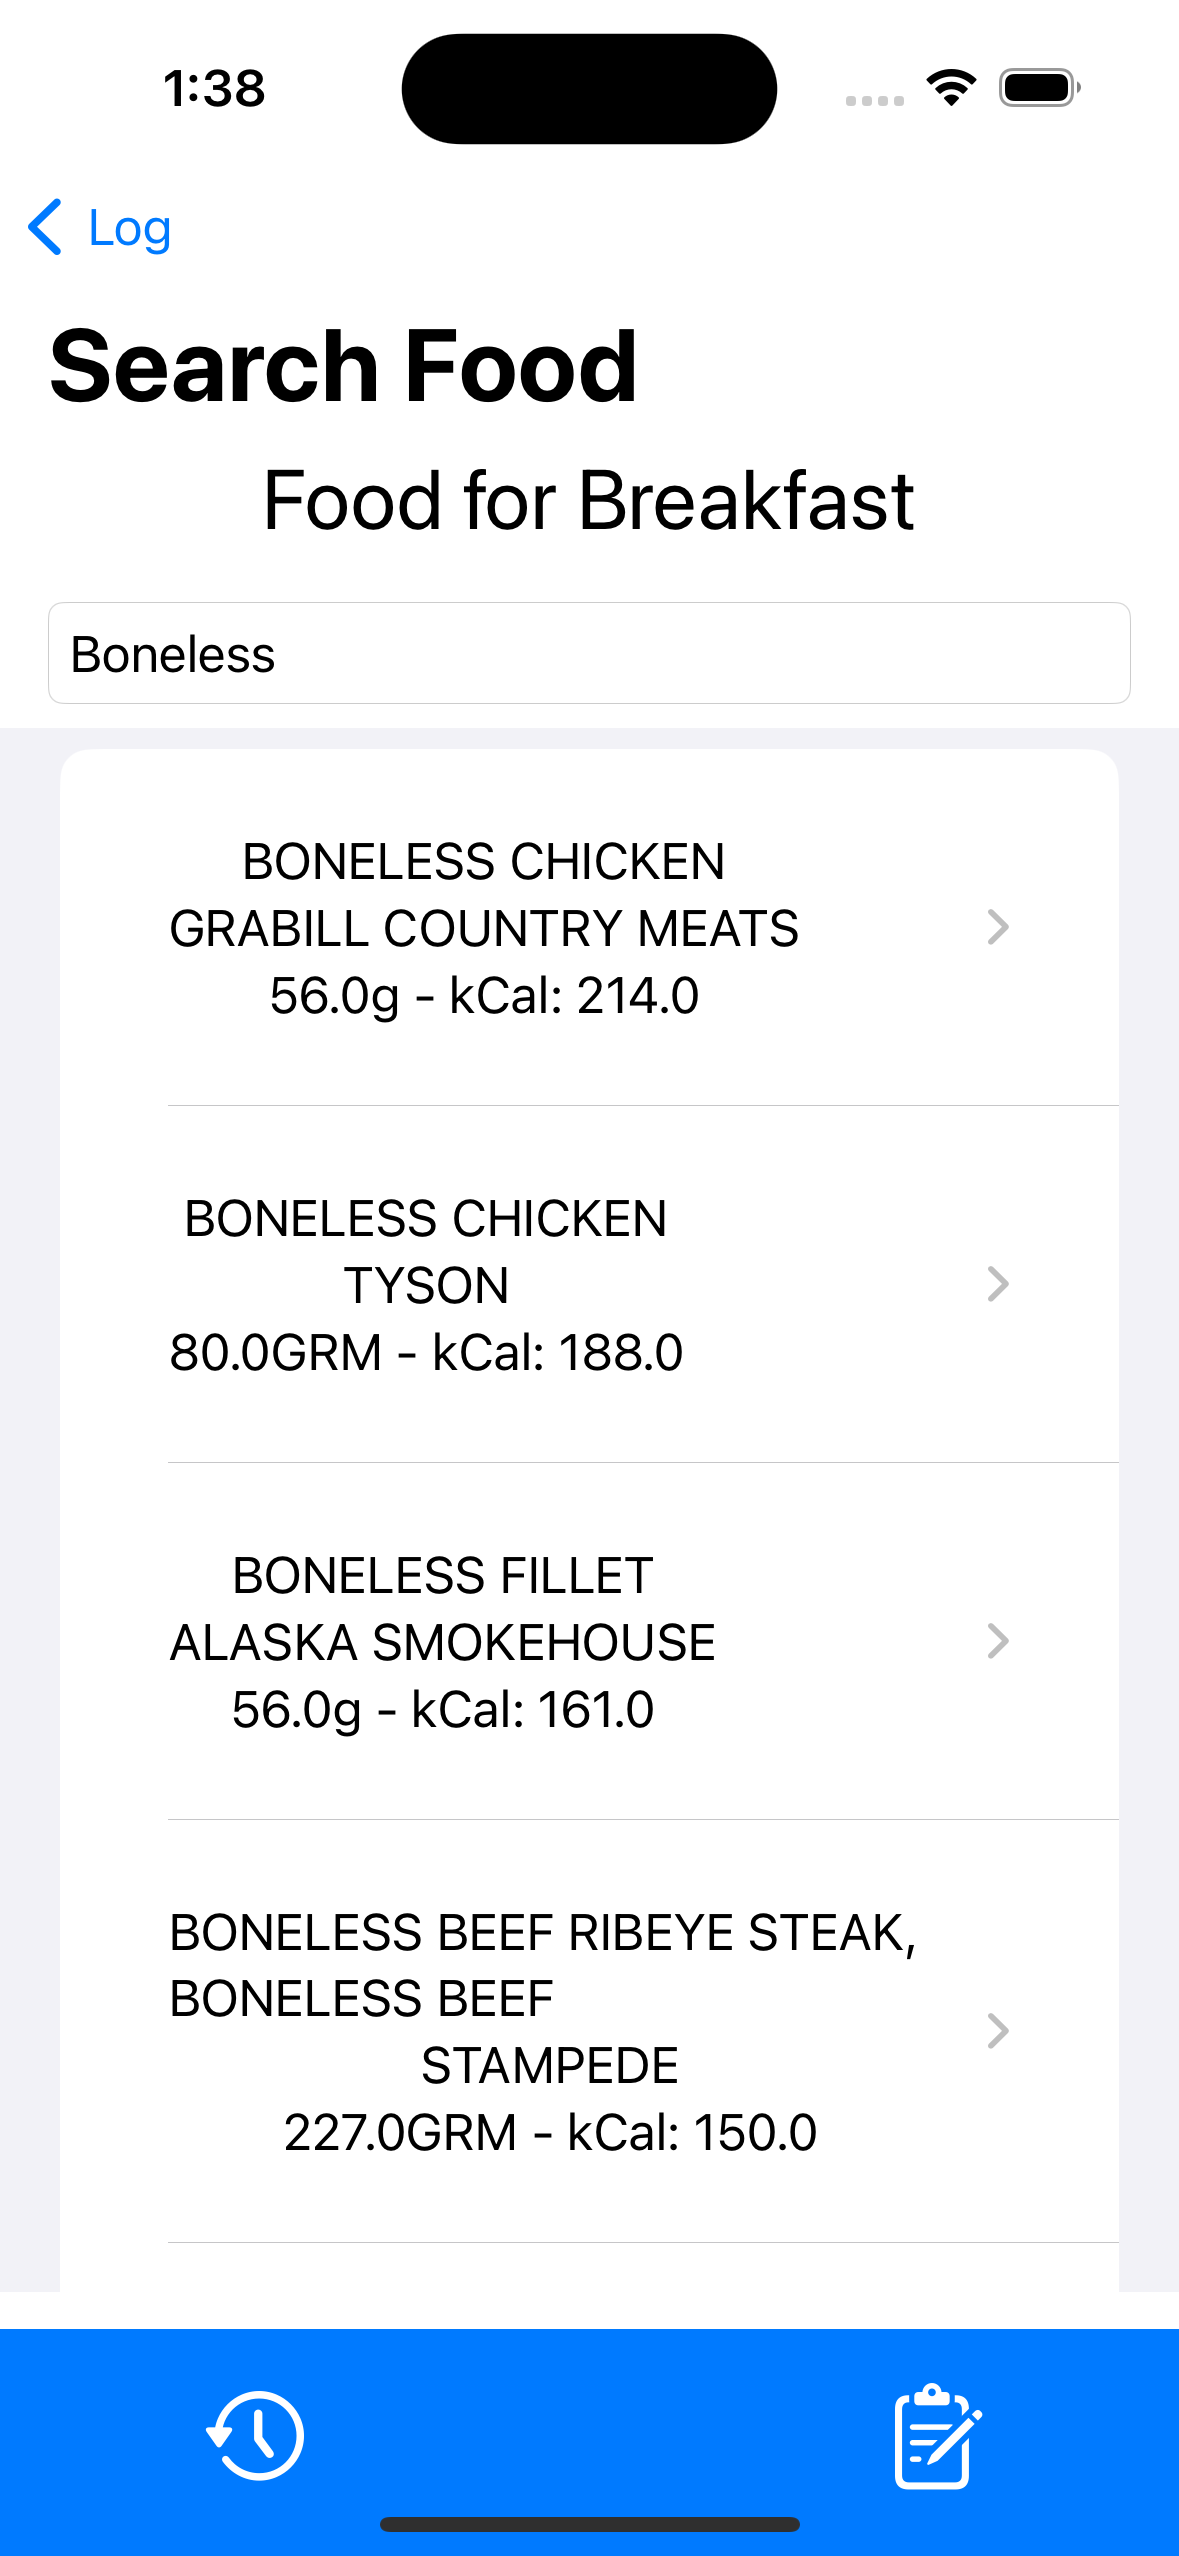 1:38
Log
Search Food
Food for Breakfast
Boneless
BONELESS CHICKEN
GRABILL COUNTRY MEATS
56.0g - kCal: 214.0
BONELESS CHICKEN
TYSON
80.0GRM - kCal: 188.0
BONELESS FILLET
ALASKA SMOKEHOUSE
56.0g - kCal: 161.0
BONELESS BEEF RIBEYE STEAK,
BONELESS BEEF
STAMPEDE
227.0GRM - kCal: 150.0